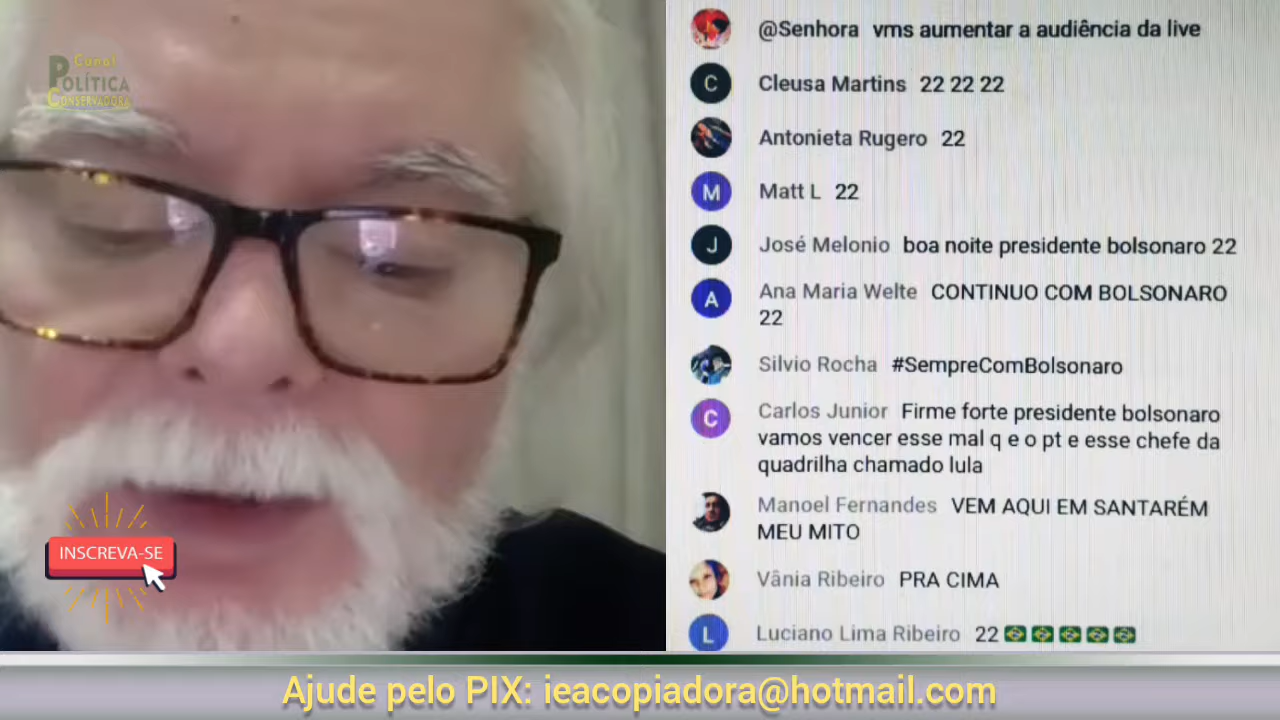 Canal
POLÍTICA
CONSERVADORA
INSCREVA-SE
@Senhora vms aumentar a audiência da live
C Cleusa Martins 22 22 22
Antonieta Rugero 22
M Matt L 22
J José Melonio boa noite presidente bolsonaro 22
A Ana Maria Welte CONTINUO COM BOLSONARO
22
Silvio Rocha #SempreComBolsonaro
C Carlos Junior Firme forte presidente bolsonaro
vamos vencer esse mal q e o pt e esse chefe da
quadrilha chamado lula
Manoel Fernandes VEM AQUI EM SANTARÉM
MEU MITO
Vânia Ribeiro PRA CIMA
L Luciano Lima Ribeiro 22 🇧🇷🇧🇷🇧🇷🇧🇷🇧🇷
Ajude pelo PIX: ieacopiadora@hotmail.com